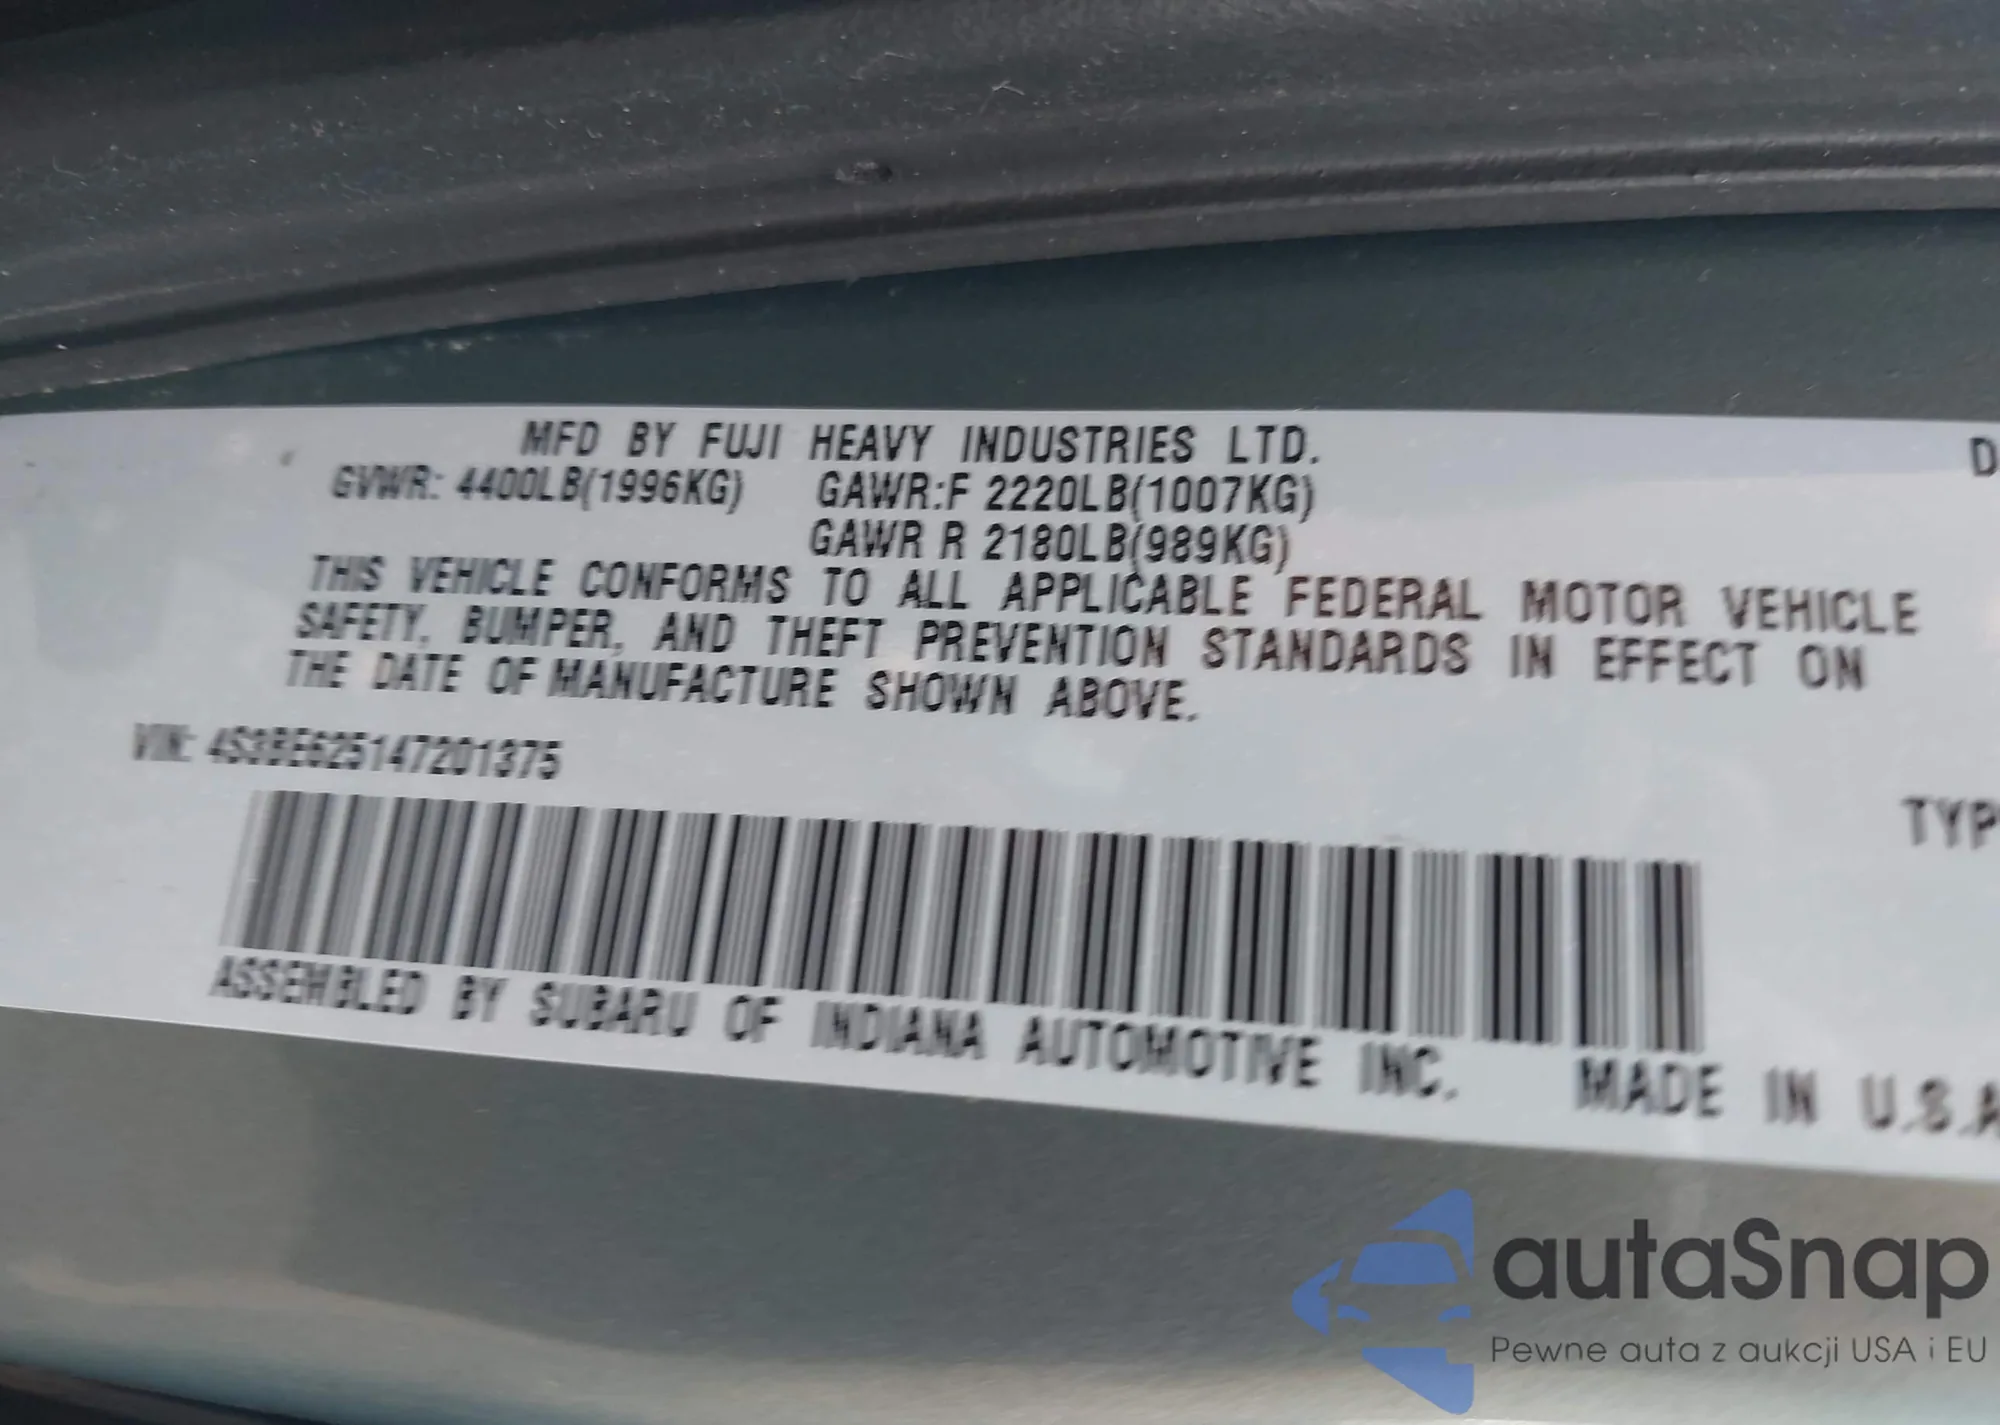 MFD BY FUJI HEAVY INDUSTRIES LTD.
D
GVWR: 4400LB(1996KG) GAWR:F 2220LB(1007KG)
GAWR R 2180LB(989KG)
THIS VEHICLE CONFORMS TO ALL APPLICABLE FEDERAL MOTOR VEHICLE
SAFETY, BUMPER, AND THEFT PREVENTION STANDARDS IN EFFECT ON
THE DATE OF MANUFACTURE SHOWN ABOVE.
VIN: 4S3BE625147201375
TYP
ASSEMBLED BY SUBARU OF INDIANA AUTOMOTIVE INC. MADE IN U.S.A
autaSnap
Pewne auta z aukcji USA i EU